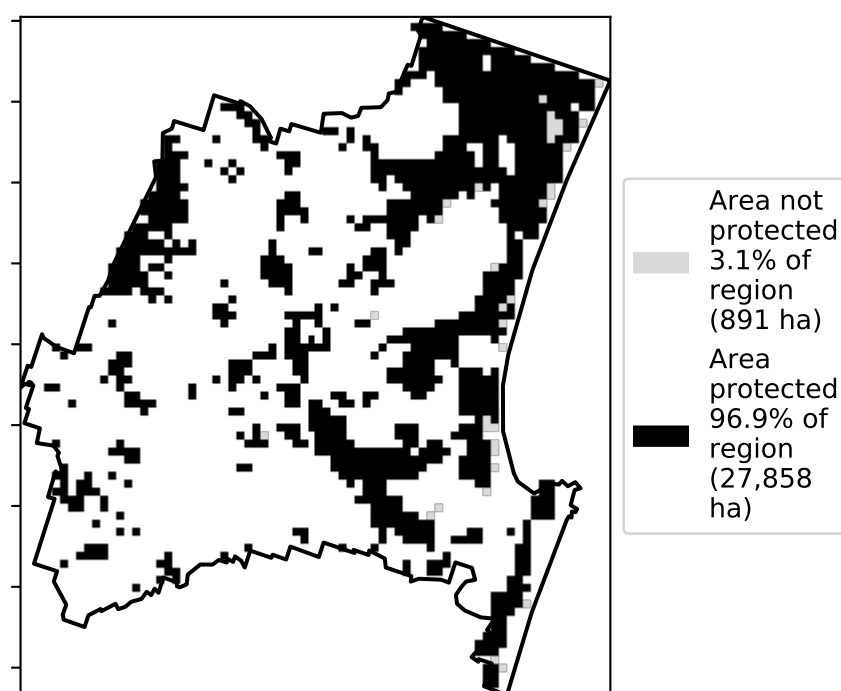 Area not
protected
3.1% of
region
(891 ha)
Area
protected
96.9% of
region
(27,858
ha)